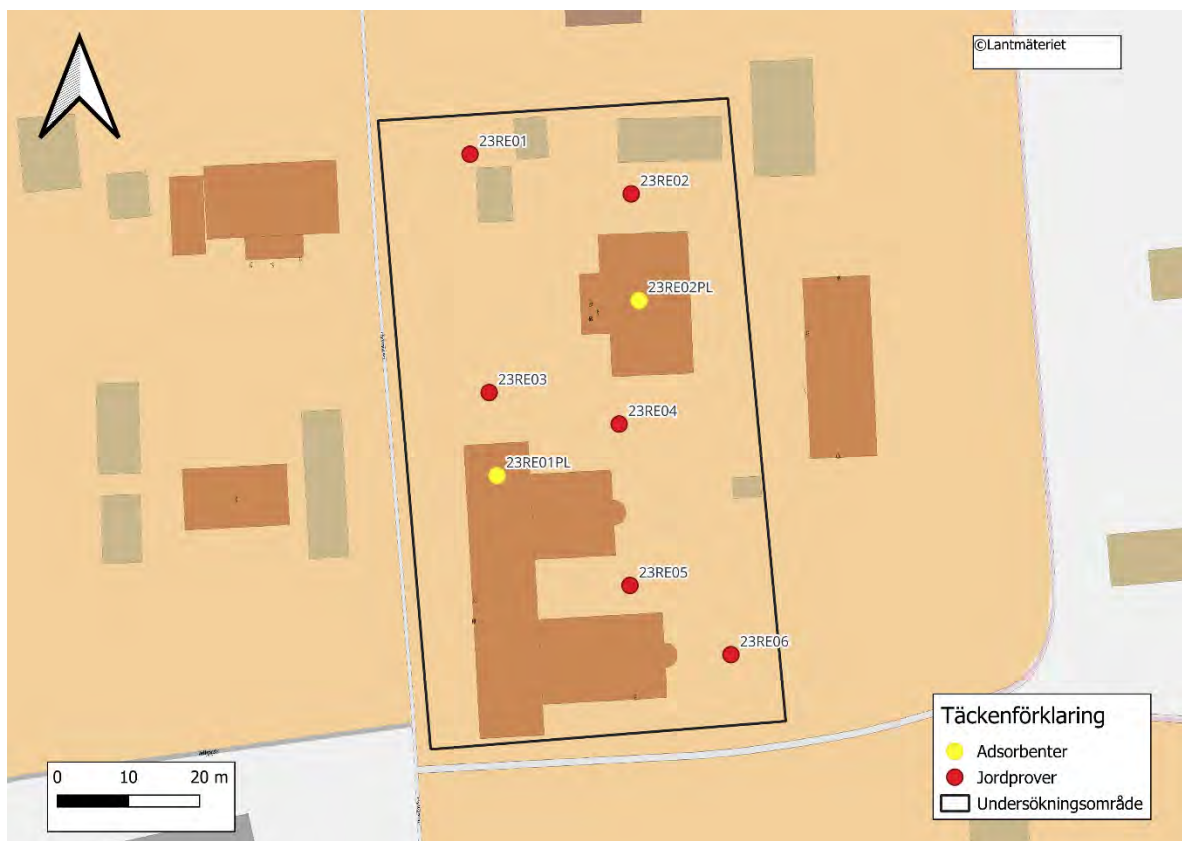 ©Lantmäteriet
23RE01
23RE02
23RE02PL
23RE03
23RE04
23RE01PL
23RE05
23RE06
Täckenförklaring
Adsorbenter
Jordprover
Undersökningsområde
0 10 20 m